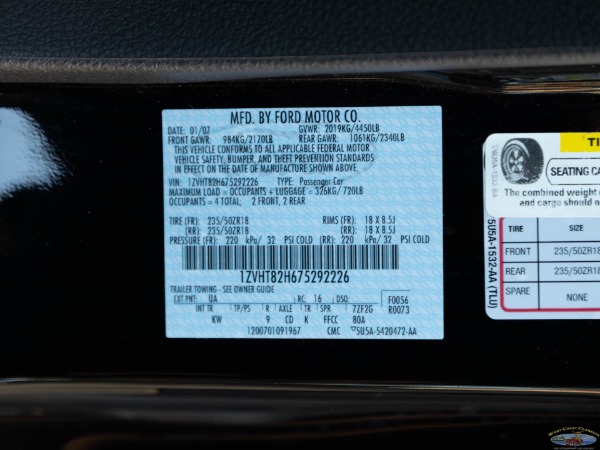 MFD. BY FORD MOTOR CO.
DATE: 01/07 GVWR: 2019KG/4450LB
FRONT GAWR: 984KG/2170LB REAR GAWR: 1061KG/2340LB
THIS VEHICLE CONFORMS TO ALL APPLICABLE FEDERAL MOTOR
VEHICLE SAFETY, BUMPER, AND THEFT PREVENTION STANDARDS IN EFFECT ON THE
DATE OF MANUFACTURE SHOWN ABOVE.
VIN: 1ZVHT82H675292226 TYPE: Passenger Car
MAXIMUM LOAD = OCCUPANTS + LUGGAGE = 326KG/ 720LB
OCCUPANTS = 4 TOTAL; 2 FRONT, 2 REAR
TIRE (FR): 235/50ZR18 RIMS (FR): 18 X 8.5J
(RR): 235/50ZR18 (RR): 18 X 8.5J
PRESSURE (FR): 220 kPa/ 32 PSI COLD (RR): 220 kPa/ 32 PSI COLD
1ZVHT82H675292226
TRAILER TOWING - SEE OWNER GUIDE
EXT PNT: UA RC: 16 DSO: F0056
INT TR TP/PS R AXLE TR SPR 7ZF2G R0073
KW 9 CD K FFCC 80A
1200701091967 CMC 5U5A-5420472-AA
TI
SEATING CA
The combined weight o
and cargo should n
TIRE SIZE
FRONT 235/50ZR18
REAR 235/50ZR18
SPARE NONE
5U5A-1532-AA (TLU)